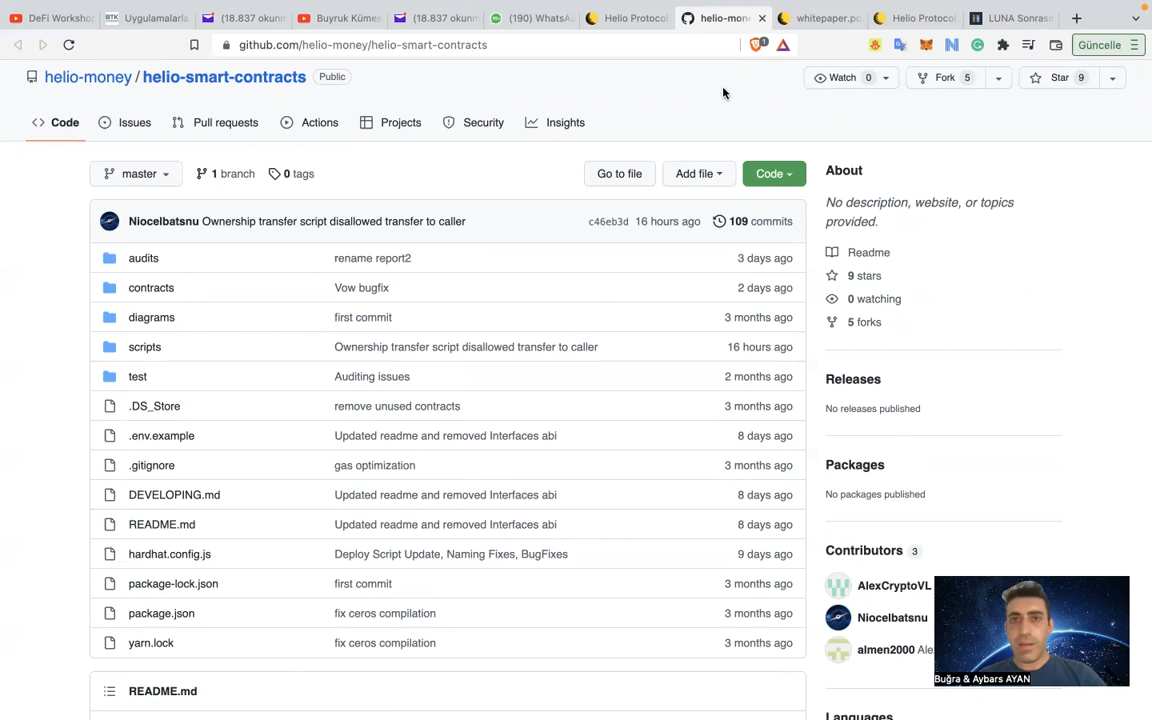 DeFi Worksho
BTK Uygulamalarla
(18.837 okunm
Buyruk Kümes
(18.837 okunm
(190) WhatsA
Helio Protocol
helio-mon
whitepaper.pd
Helio Protocol
LUNA Sonrası
github.com/helio-money/helio-smart-contracts
1
Güncelle
helio-money / helio-smart-contracts
Public
Watch 0
Fork 5
Star 9
Code
Issues
Pull requests
Actions
Projects
Security
Insights
master
1 branch
0 tags
Go to file
Add file
Code
Niocelbatsnu Ownership transfer script disallowed transfer to caller c46eb3d 16 hours ago 109 commits
audits rename report2 3 days ago
contracts Vow bugfix 2 days ago
diagrams first commit 3 months ago
scripts Ownership transfer script disallowed transfer to caller 16 hours ago
test Auditing issues 2 months ago
.DS_Store remove unused contracts 3 months ago
.env.example Updated readme and removed Interfaces abi 8 days ago
.gitignore gas optimization 3 months ago
DEVELOPING.md Updated readme and removed Interfaces abi 8 days ago
README.md Updated readme and removed Interfaces abi 8 days ago
hardhat.config.js Deploy Script Update, Naming Fixes, BugFixes 9 days ago
package-lock.json first commit 3 months ago
package.json fix ceros compilation 3 months ago
yarn.lock fix ceros compilation 3 months ago
README.md
About
No description, website, or topics
provided.
Readme
9 stars
0 watching
5 forks
Releases
No releases published
Packages
No packages published
Contributors 3
AlexCryptoVL
Niocelbatsnu
almen2000 Ale
Buğra & Aybars AYAN
Languages